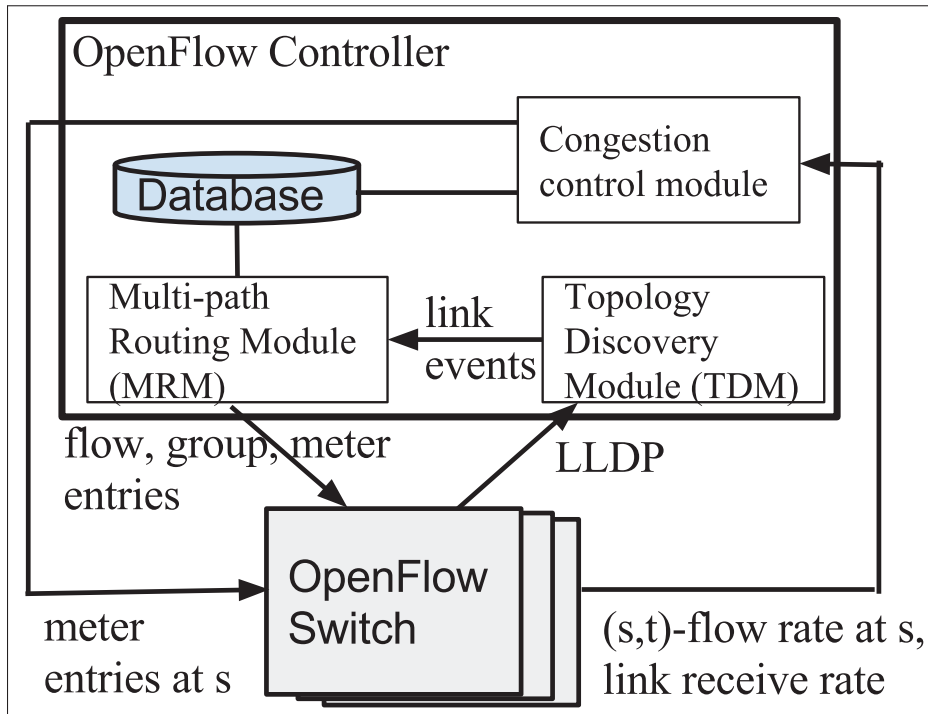 OpenFlow Controller
Congestion
control module
Database
Multi-path
Routing Module
(MRM)
link
events
Topology
Discovery
Module (TDM)
flow, group, meter
entries
LLDP
OpenFlow
Switch
meter
entries at s
(s,t)-flow rate at s,
link receive rate